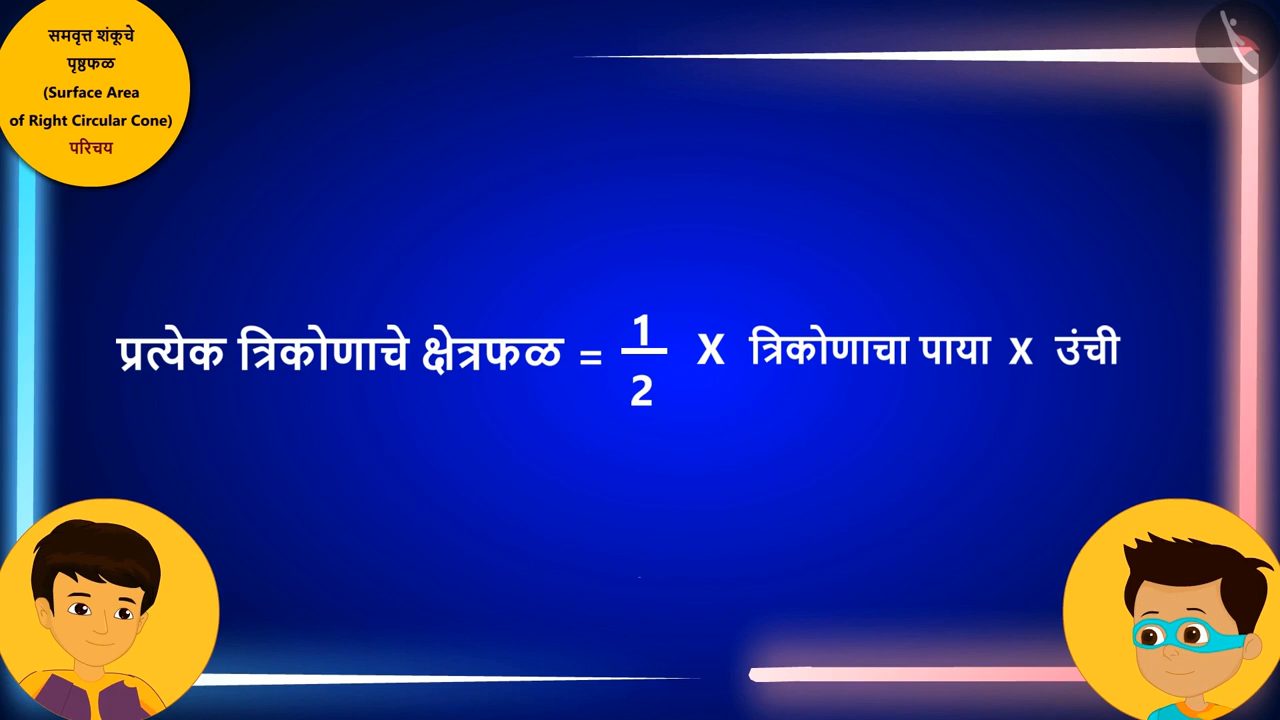 समवृत्त शंकूचे
पृष्ठफळ
(Surface Area
of Right Circular Cone)
परिचय
प्रत्येक त्रिकोणाचे क्षेत्रफळ = 1/2 X त्रिकोणाचा पाया X उंची